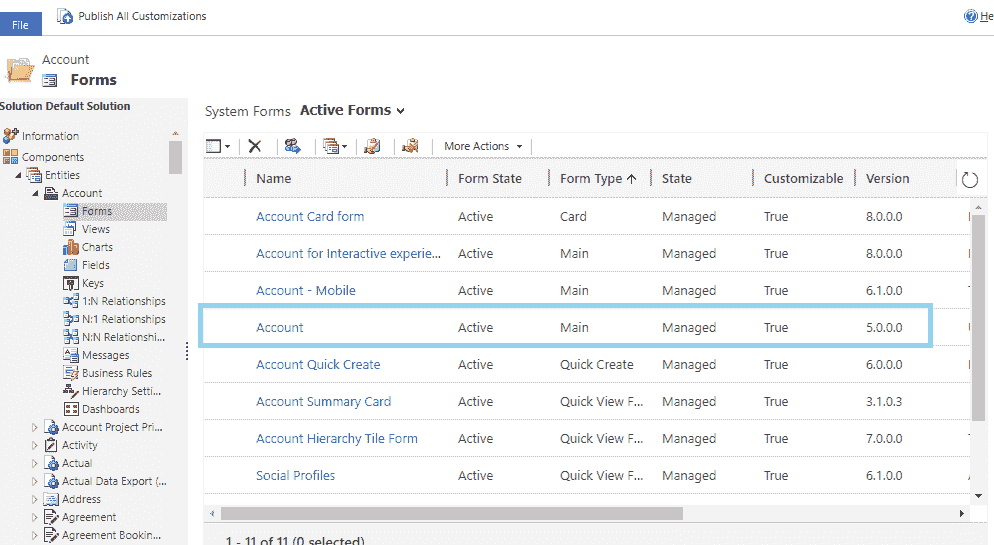 File
Publish All Customizations
He
Account
Forms
Solution Default Solution
Information
Components
Entities
Account
Forms
Views
Charts
Fields
Keys
1:N Relationships
N:1 Relationships
N:N Relationshi...
Messages
Business Rules
Hierarchy Setti...
Dashboards
Account Project Pri...
Activity
Actual
Actual Data Export (...
Address
Agreement
Agreement Bookin...
System Forms Active Forms
More Actions
Name Form State Form Type State Customizable Version
Account Card form Active Card Managed True 8.0.0.0
Account for Interactive experie... Active Main Managed True 8.0.0.0
Account - Mobile Active Main Managed True 6.1.0.0
Account Active Main Managed True 5.0.0.0
Account Quick Create Active Quick Create Managed True 6.0.0.0
Account Summary Card Active Quick View F... Managed True 3.1.0.3
Account Hierarchy Tile Form Active Quick View F... Managed True 7.0.0.0
Social Profiles Active Quick View F... Managed True 6.1.0.0
1 - 11 of 11 (0 selected)